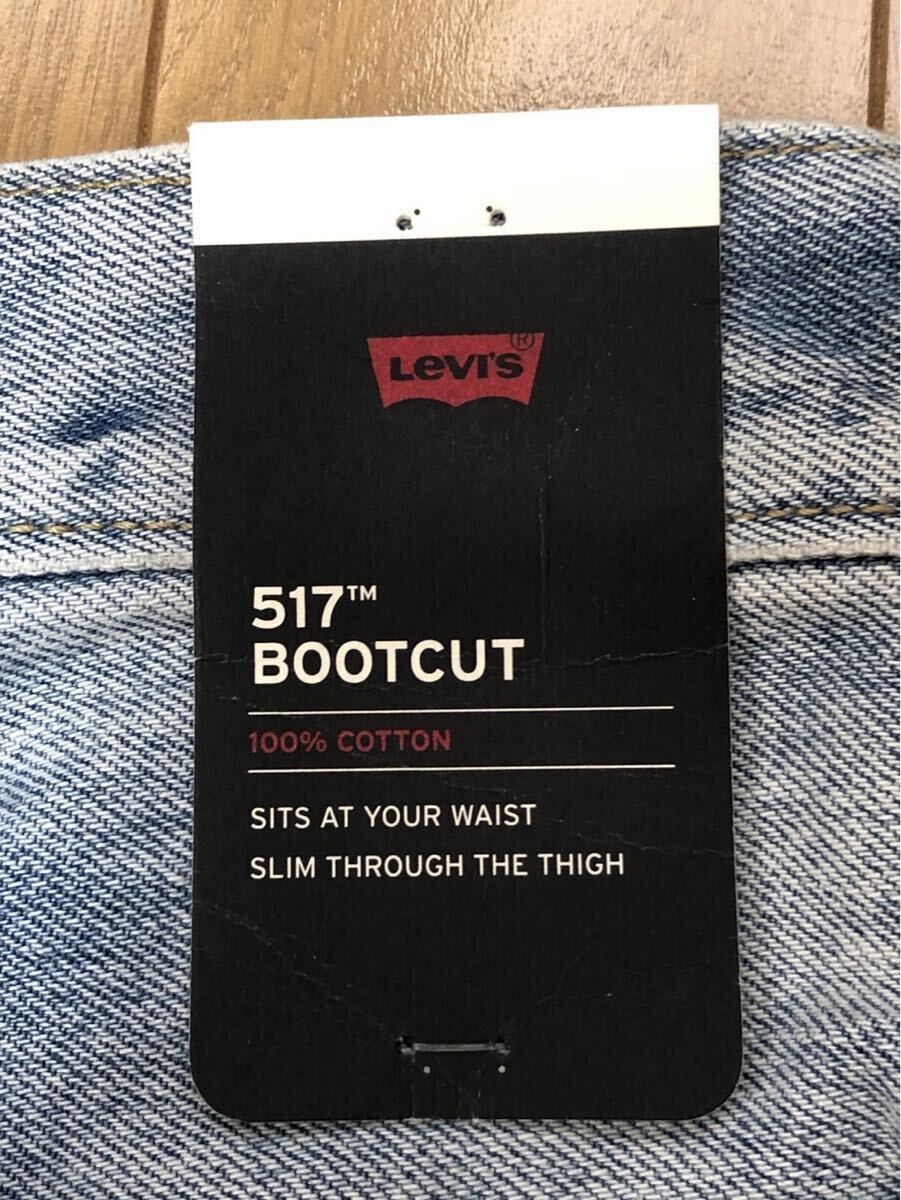 Levi's®
517™
BOOTCUT
100% COTTON
SITS AT YOUR WAIST
SLIM THROUGH THE THIGH